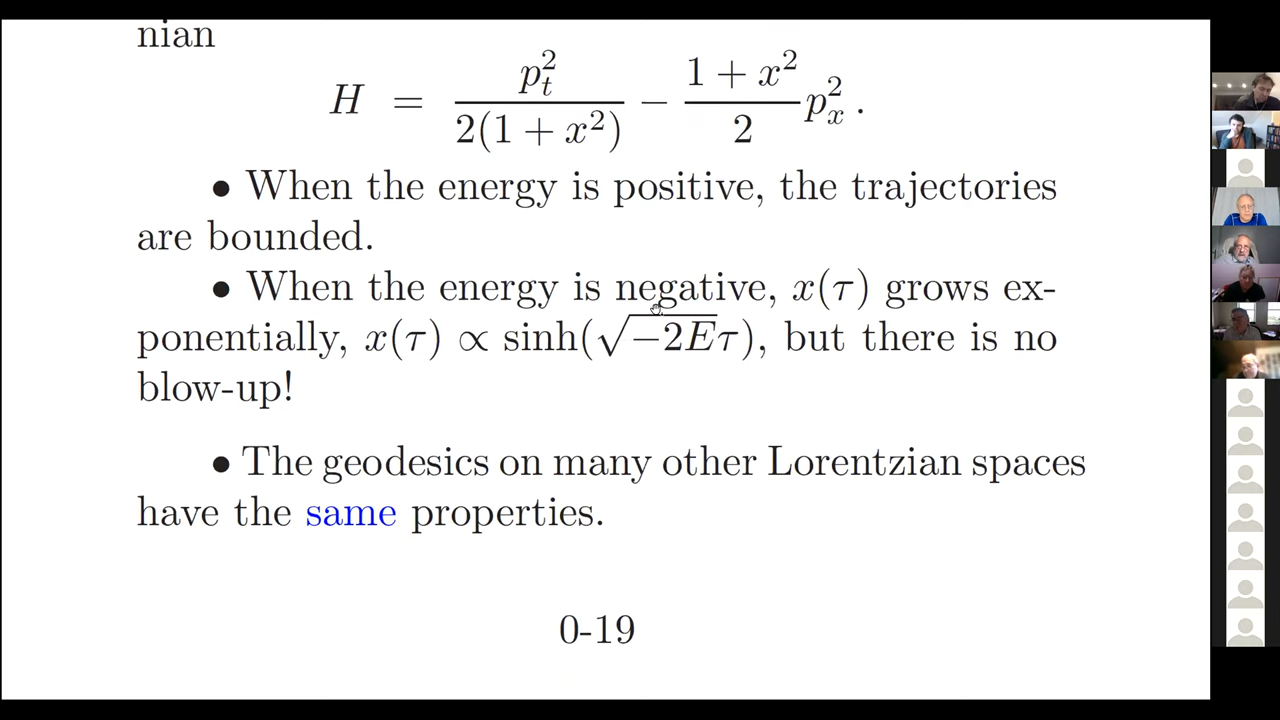 nian
H = p_t^2 / 2(1 + x^2) − (1 + x^2) / 2 p_x^2 .
• When the energy is positive, the trajectories
are bounded.
• When the energy is negative, x(τ) grows ex-
ponentially, x(τ) ∝ sinh(√−2Eτ), but there is no
blow-up!
• The geodesics on many other Lorentzian spaces
have the same properties.
0-19